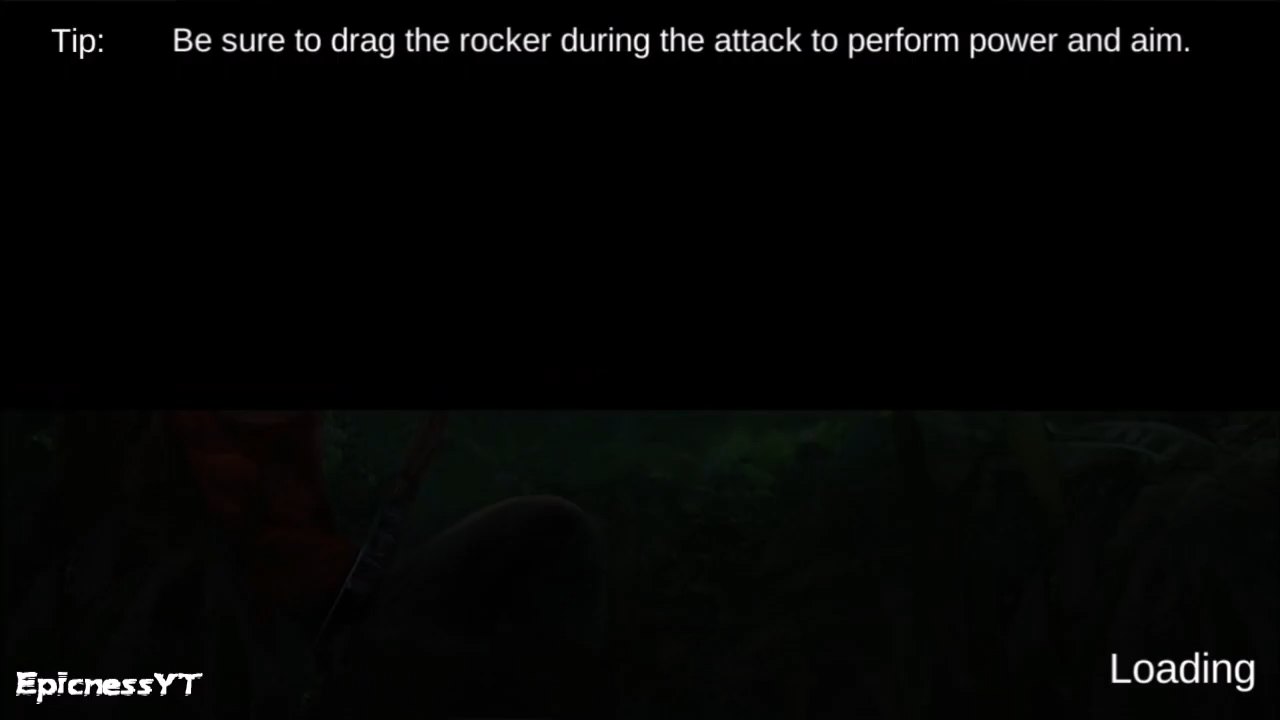 Tip: Be sure to drag the rocker during the attack to perform power and aim.
EpicnessYT
Loading